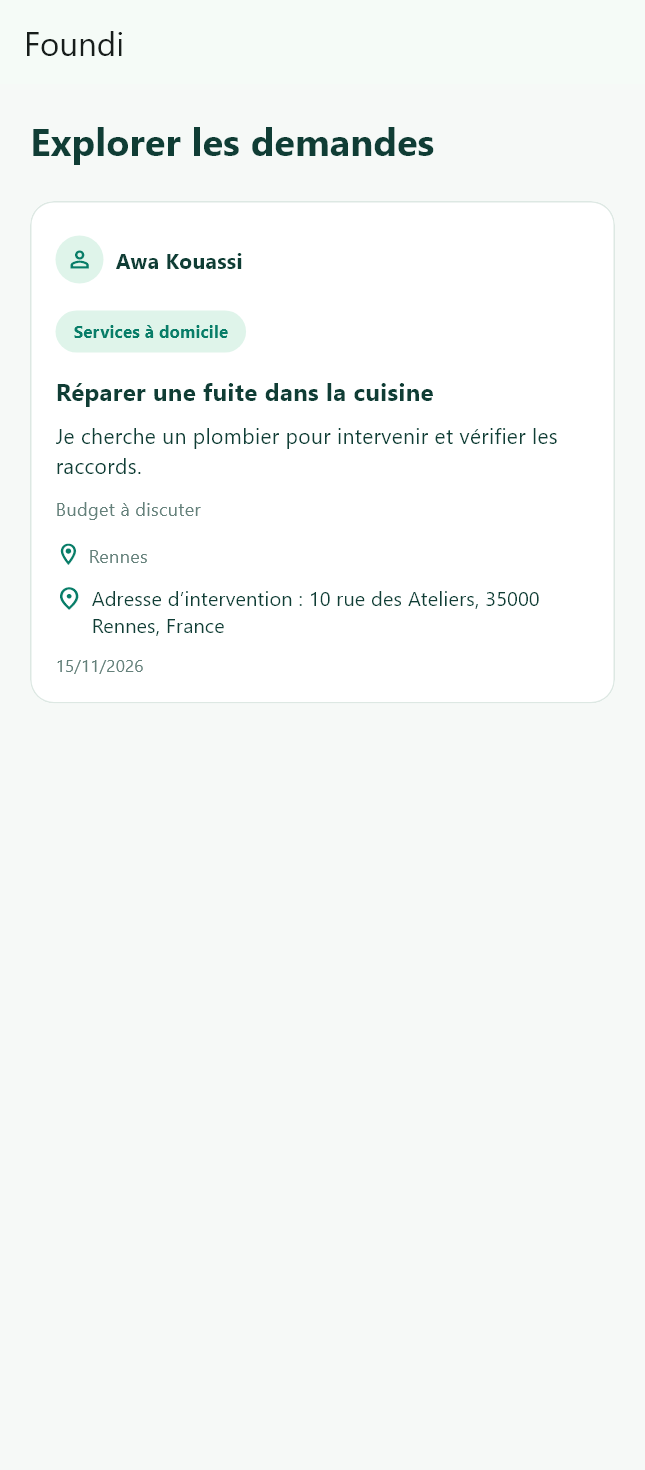 Foundi
Explorer les demandes
Awa Kouassi
Services à domicile
Réparer une fuite dans la cuisine
Je cherche un plombier pour intervenir et vérifier les
raccords.
Budget à discuter
Rennes
Adresse d’intervention : 10 rue des Ateliers, 35000
Rennes, France
15/11/2026